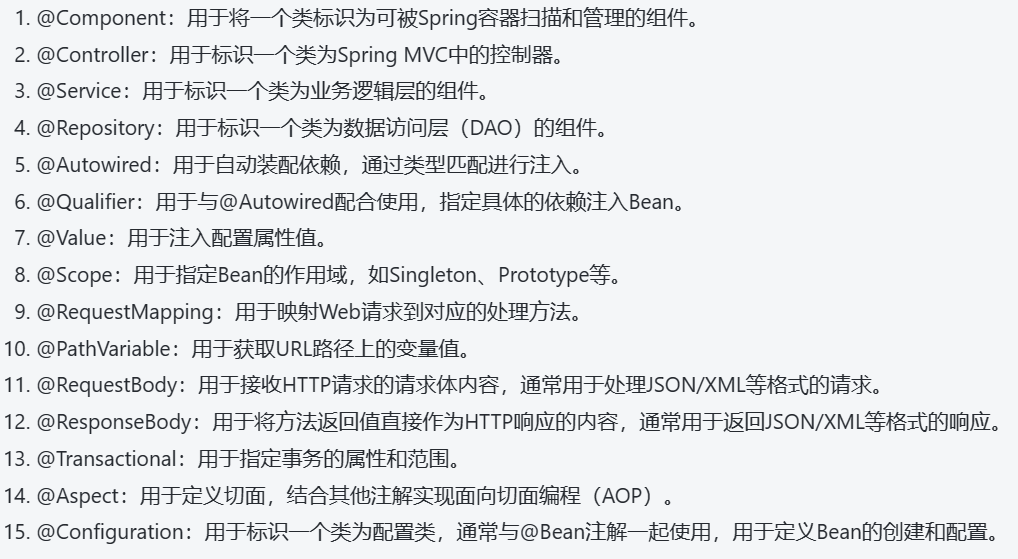 1. @Component：用于将一个类标识为可被Spring容器扫描和管理的组件。
2. @Controller：用于标识一个类为Spring MVC中的控制器。
3. @Service：用于标识一个类为业务逻辑层的组件。
4. @Repository：用于标识一个类为数据访问层（DAO）的组件。
5. @Autowired：用于自动装配依赖，通过类型匹配进行注入。
6. @Qualifier：用于与@Autowired配合使用，指定具体的依赖注入Bean。
7. @Value：用于注入配置属性值。
8. @Scope：用于指定Bean的作用域，如Singleton、Prototype等。
9. @RequestMapping：用于映射Web请求到对应的处理方法。
10. @PathVariable：用于获取URL路径上的变量值。
11. @RequestBody：用于接收HTTP请求的请求体内容，通常用于处理JSON/XML等格式的请求。
12. @ResponseBody：用于将方法返回值直接作为HTTP响应的内容，通常用于返回JSON/XML等格式的响应。
13. @Transactional：用于指定事务的属性和范围。
14. @Aspect：用于定义切面，结合其他注解实现面向切面编程（AOP）。
15. @Configuration：用于标识一个类为配置类，通常与@Bean注解一起使用，用于定义Bean的创建和配置。